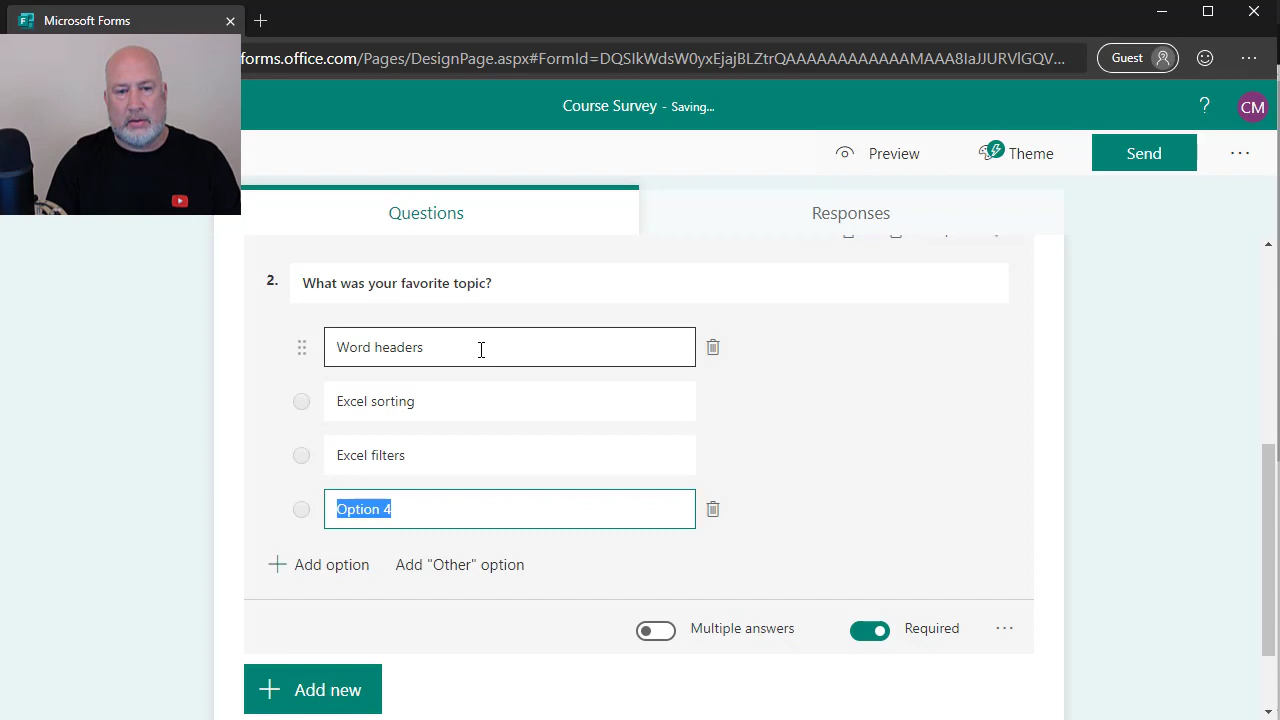 Microsoft Forms
forms.office.com/Pages/DesignPage.aspx#FormId=DQSIkWdsW0yxEjajBLZtrQAAAAAAAAAAAAMAAA8IaJJURVlGQV...
Guest
Course Survey - Saving...
?
CM
Preview
Theme
Send
Questions
Responses
2. What was your favorite topic?
Word headers
Excel sorting
Excel filters
Option 4
Add option
Add "Other" option
Multiple answers
Required
Add new